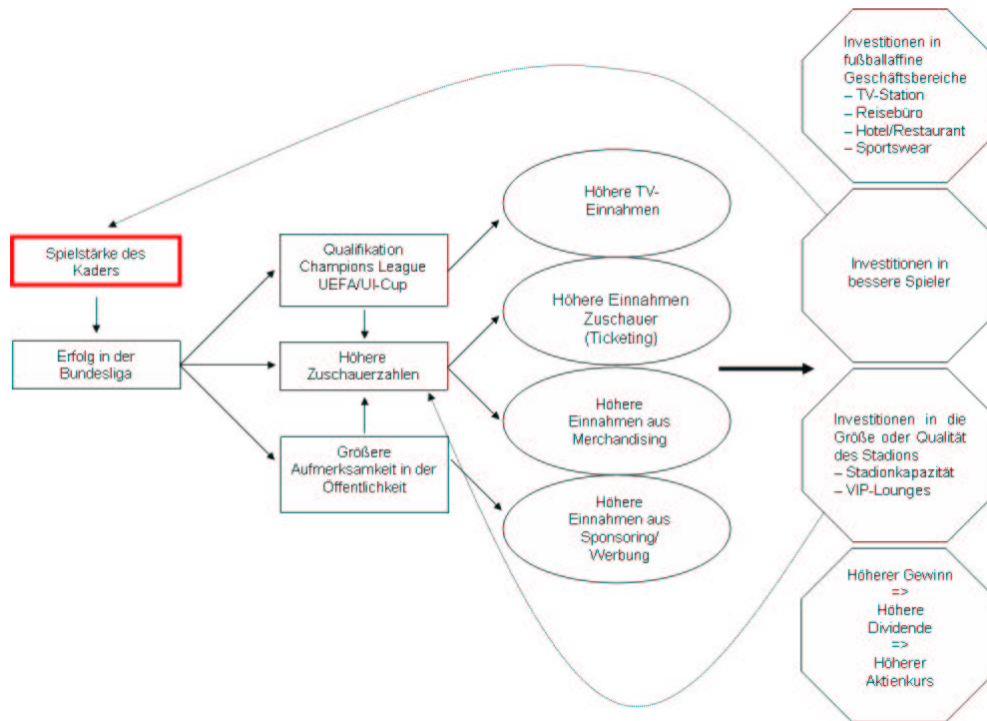 Spielstärke des
Kaders
Erfolg in der
Bundesliga
Qualifikation
Champions League
UEFA/UI-Cup
Höhere
Zuschauerzahlen
Größere
Aufmerksamkeit in der
Öffentlichkeit
Höhere TV-
Einnahmen
Höhere Einnahmen
Zuschauer
(Ticketing)
Höhere
Einnahmen aus
Merchandising
Höhere
Einnahmen aus
Sponsoring/
Werbung
Investitionen in
fußballaffine
Geschäftsbereiche
– TV-Station
– Reisebüro
– Hotel/Restaurant
– Sportswear
Investitionen in
bessere Spieler
Investitionen in die
Größe oder Qualität
des Stadions
– Stadionkapazität
– VIP-Lounges
Höherer Gewinn
=>
Höhere
Dividende
=>
Höherer
Aktienkurs